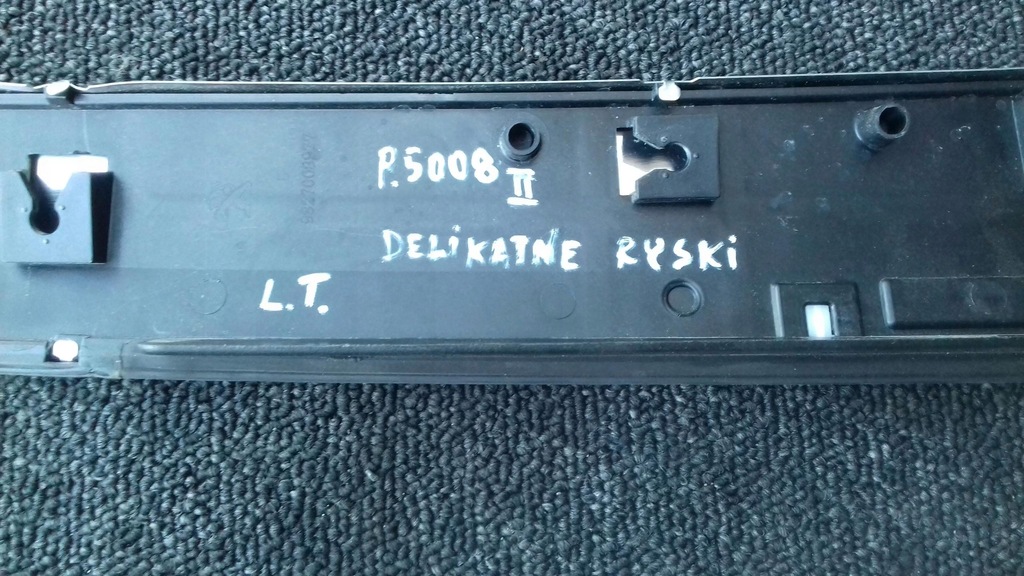 P.5008 II
DELiKATNE RYSKi
L.T.